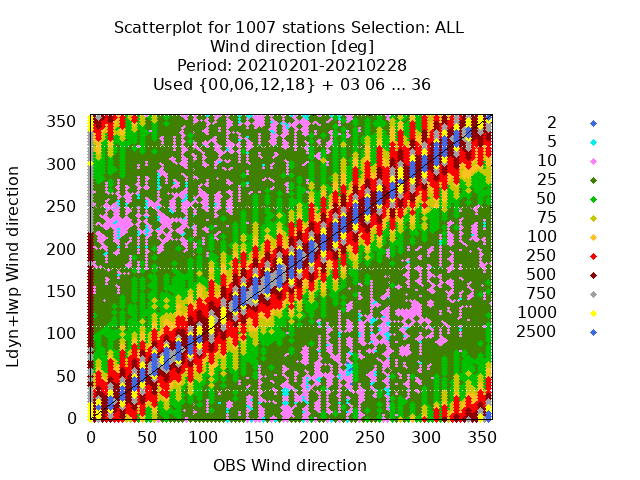 Scatterplot for 1007 stations Selection: ALL
Wind direction [deg]
Period: 20210201-20210228
Used {00,06,12,18} + 03 06 ... 36
Ldyn+lwp Wind direction
350
300
250
200
150
100
50
0
0 50 100 150 200 250 300 350
OBS Wind direction
2
5
10
25
50
75
100
250
500
750
1000
2500